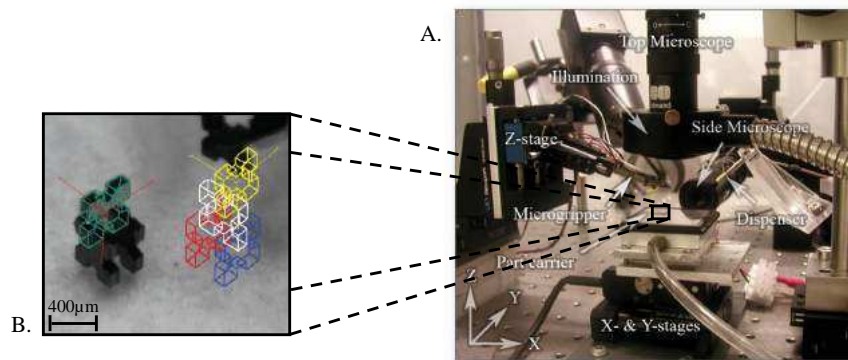 A.
Top Microscope
Illumination
Side Microscope
Z-stage
Microgripper
Dispenser
Part carrier
Z
Y
X
X- & Y-stages
400µm
B.